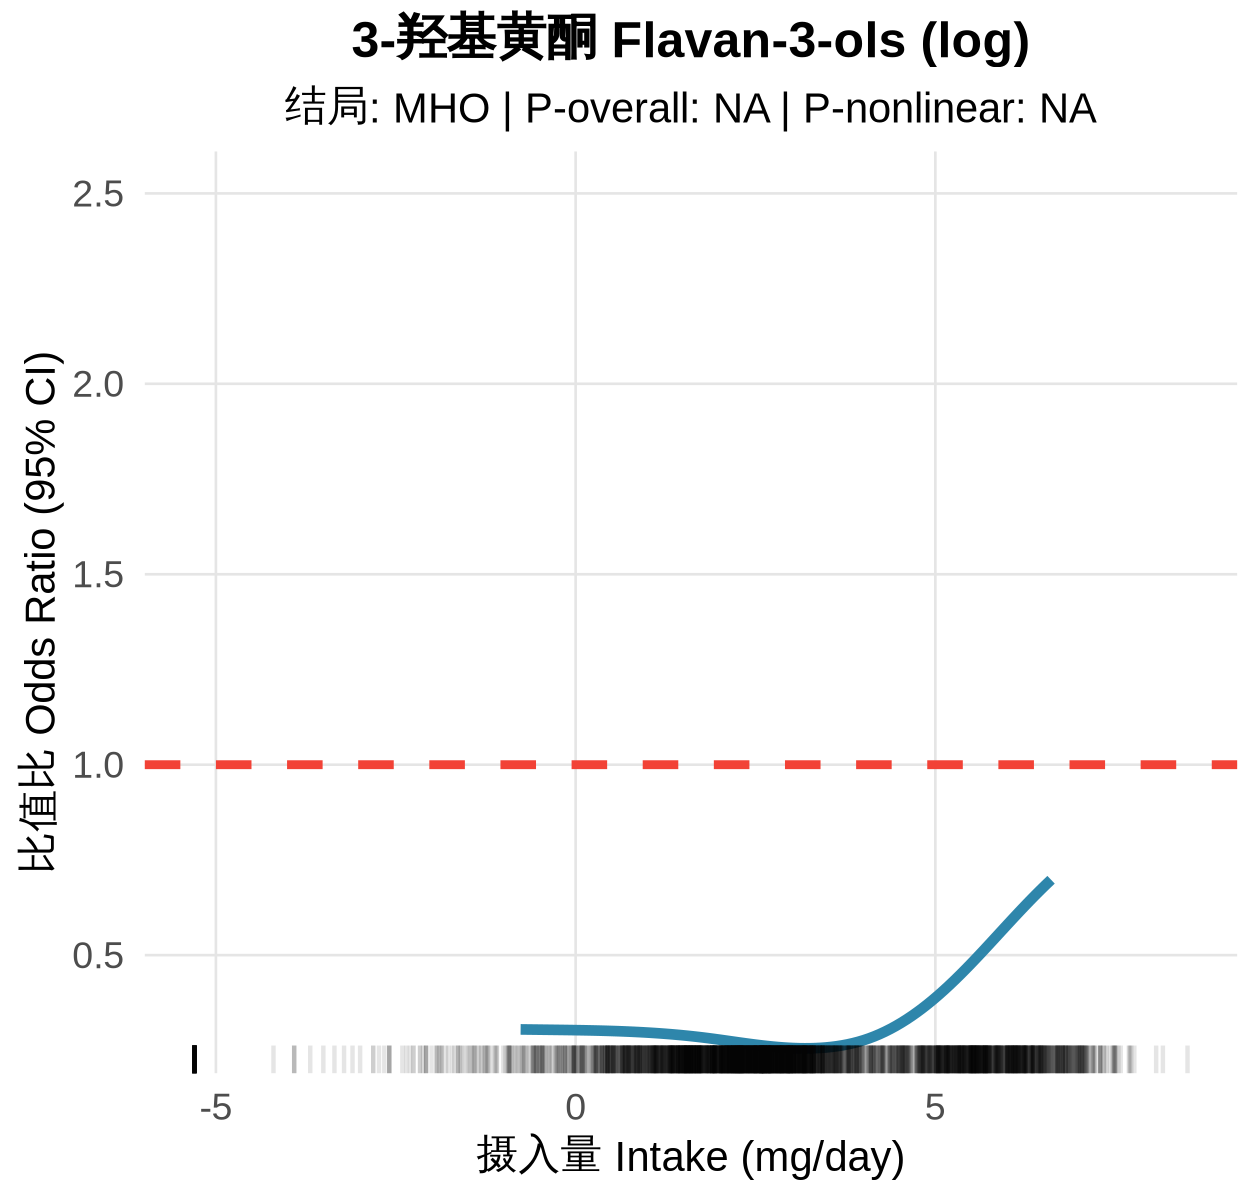 3-羟基黄酮 Flavan-3-ols (log)
结局: MHO | P-overall: NA | P-nonlinear: NA
比值比 Odds Ratio (95% CI)
2.5
2.0
1.5
1.0
0.5
-5
0
5
摄入量 Intake (mg/day)